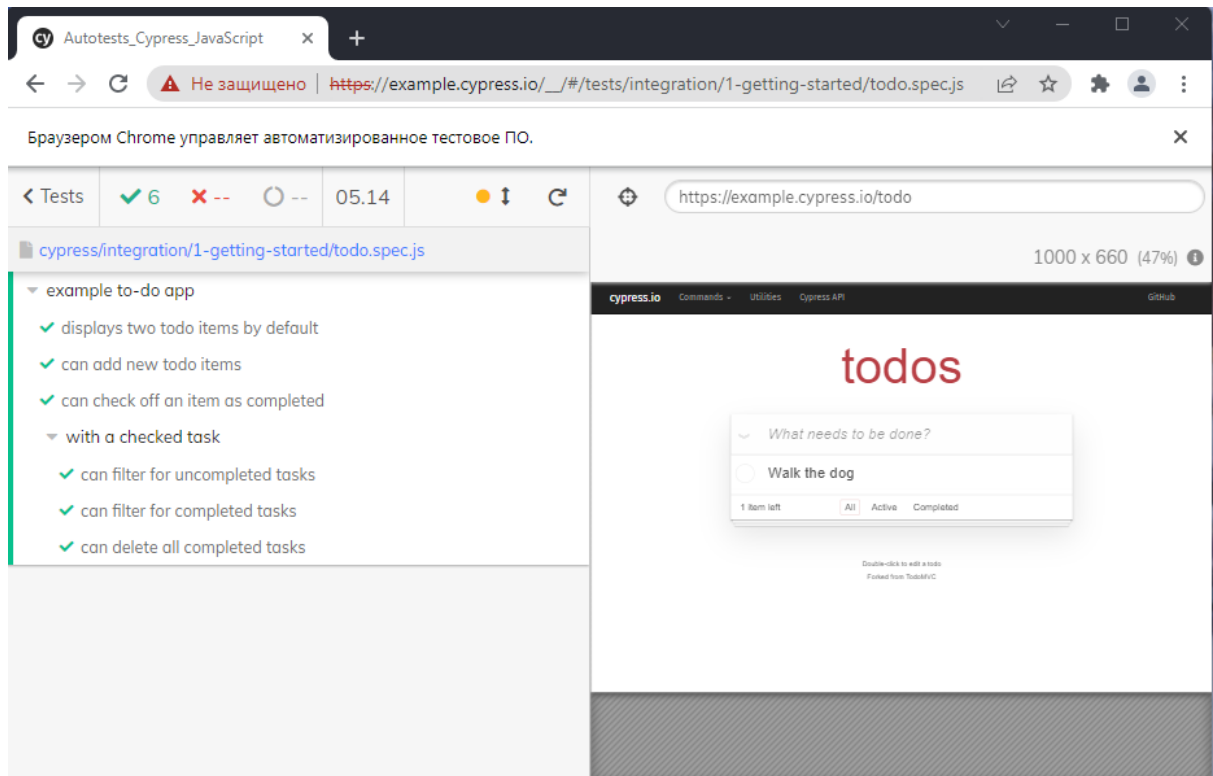 cy Autotests_Cypress_JavaScript
Не защищено | https://example.cypress.io/__/#/tests/integration/1-getting-started/todo.spec.js
Браузером Chrome управляет автоматизированное тестовое ПО.
Tests 6 -- -- 05.14
https://example.cypress.io/todo
cypress/integration/1-getting-started/todo.spec.js
1000 x 660 (47%)
example to-do app
displays two todo items by default
can add new todo items
can check off an item as completed
with a checked task
can filter for uncompleted tasks
can filter for completed tasks
can delete all completed tasks
cypress.io Commands Utilities Cypress API GitHub
todos
What needs to be done?
Walk the dog
1 item left All Active Completed
Double-click to edit a todo
Forked from TodoMVC